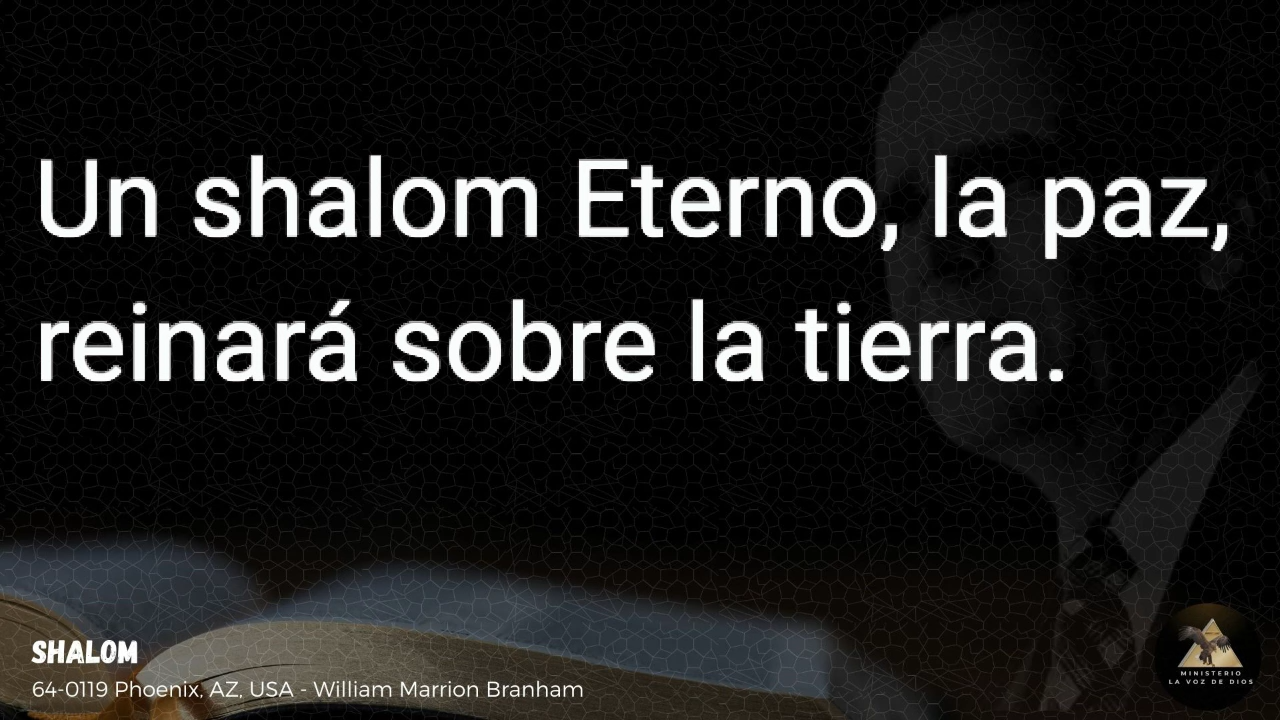 Un shalom Eterno, la paz,
reinará sobre la tierra.
SHALOM
64-0119 Phoenix, AZ, USA - William Marrion Branham
MINISTERIO
LA VOZ DE DIOS